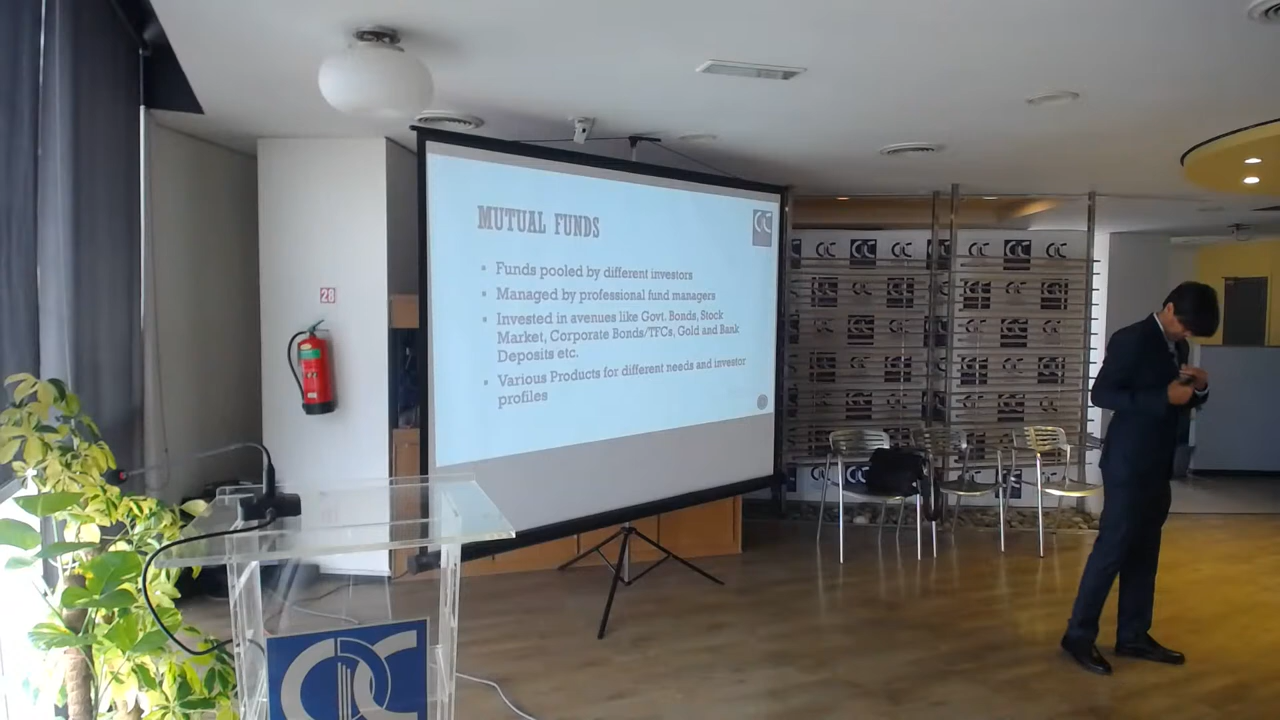 MUTUAL FUNDS
Funds pooled by different investors
Managed by professional fund managers
Invested in avenues like Govt. Bonds, Stock
Market, Corporate Bonds/TFCs, Gold and Bank
Deposits etc.
Various Products for different needs and investor
profiles
28